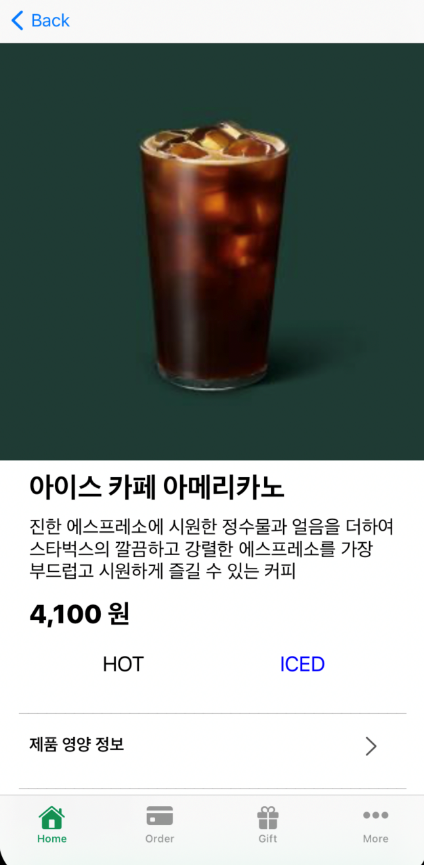 Back
아이스 카페 아메리카노
진한 에스프레소에 시원한 정수물과 얼음을 더하여
스타벅스의 깔끔하고 강렬한 에스프레소를 가장
부드럽고 시원하게 즐길 수 있는 커피
4,100 원
HOT ICED
제품 영양 정보
Home Order Gift More